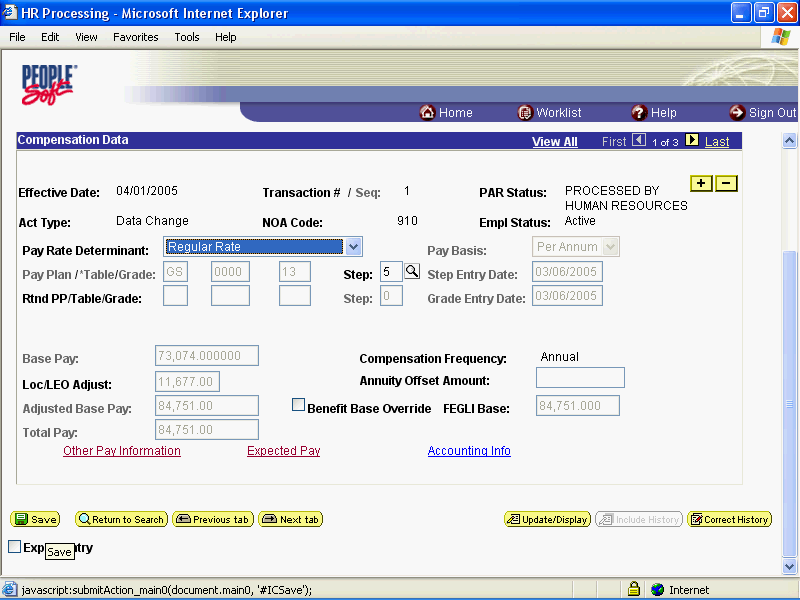 HR Processing - Microsoft Internet Explorer
File Edit View Favorites Tools Help
PEOPLE
Soft
Home Worklist Help Sign Out
Compensation Data View All First 1 of 3 Last
Effective Date: 04/01/2005 Transaction # / Seq: 1 PAR Status: PROCESSED BY
HUMAN RESOURCES
+ −
Act Type: Data Change NOA Code: 910 Empl Status: Active
Pay Rate Determinant: Regular Rate Pay Basis: Per Annum
Pay Plan /*Table/Grade: GS 0000 13 Step: 5 Step Entry Date: 03/06/2005
Rtnd PP/Table/Grade: Step: 0 Grade Entry Date: 03/06/2005
Base Pay: 73,074.000000 Compensation Frequency: Annual
Loc/LEO Adjust: 11,677.00 Annuity Offset Amount:
Adjusted Base Pay: 84,751.00 Benefit Base Override FEGLI Base: 84,751.000
Total Pay: 84,751.00
Other Pay Information Expected Pay Accounting Info
Save Return to Search Previous tab Next tab Update/Display Include History Correct History
Exp try
Save
javascript:submitAction_main0(document.main0, '#ICSave'); Internet